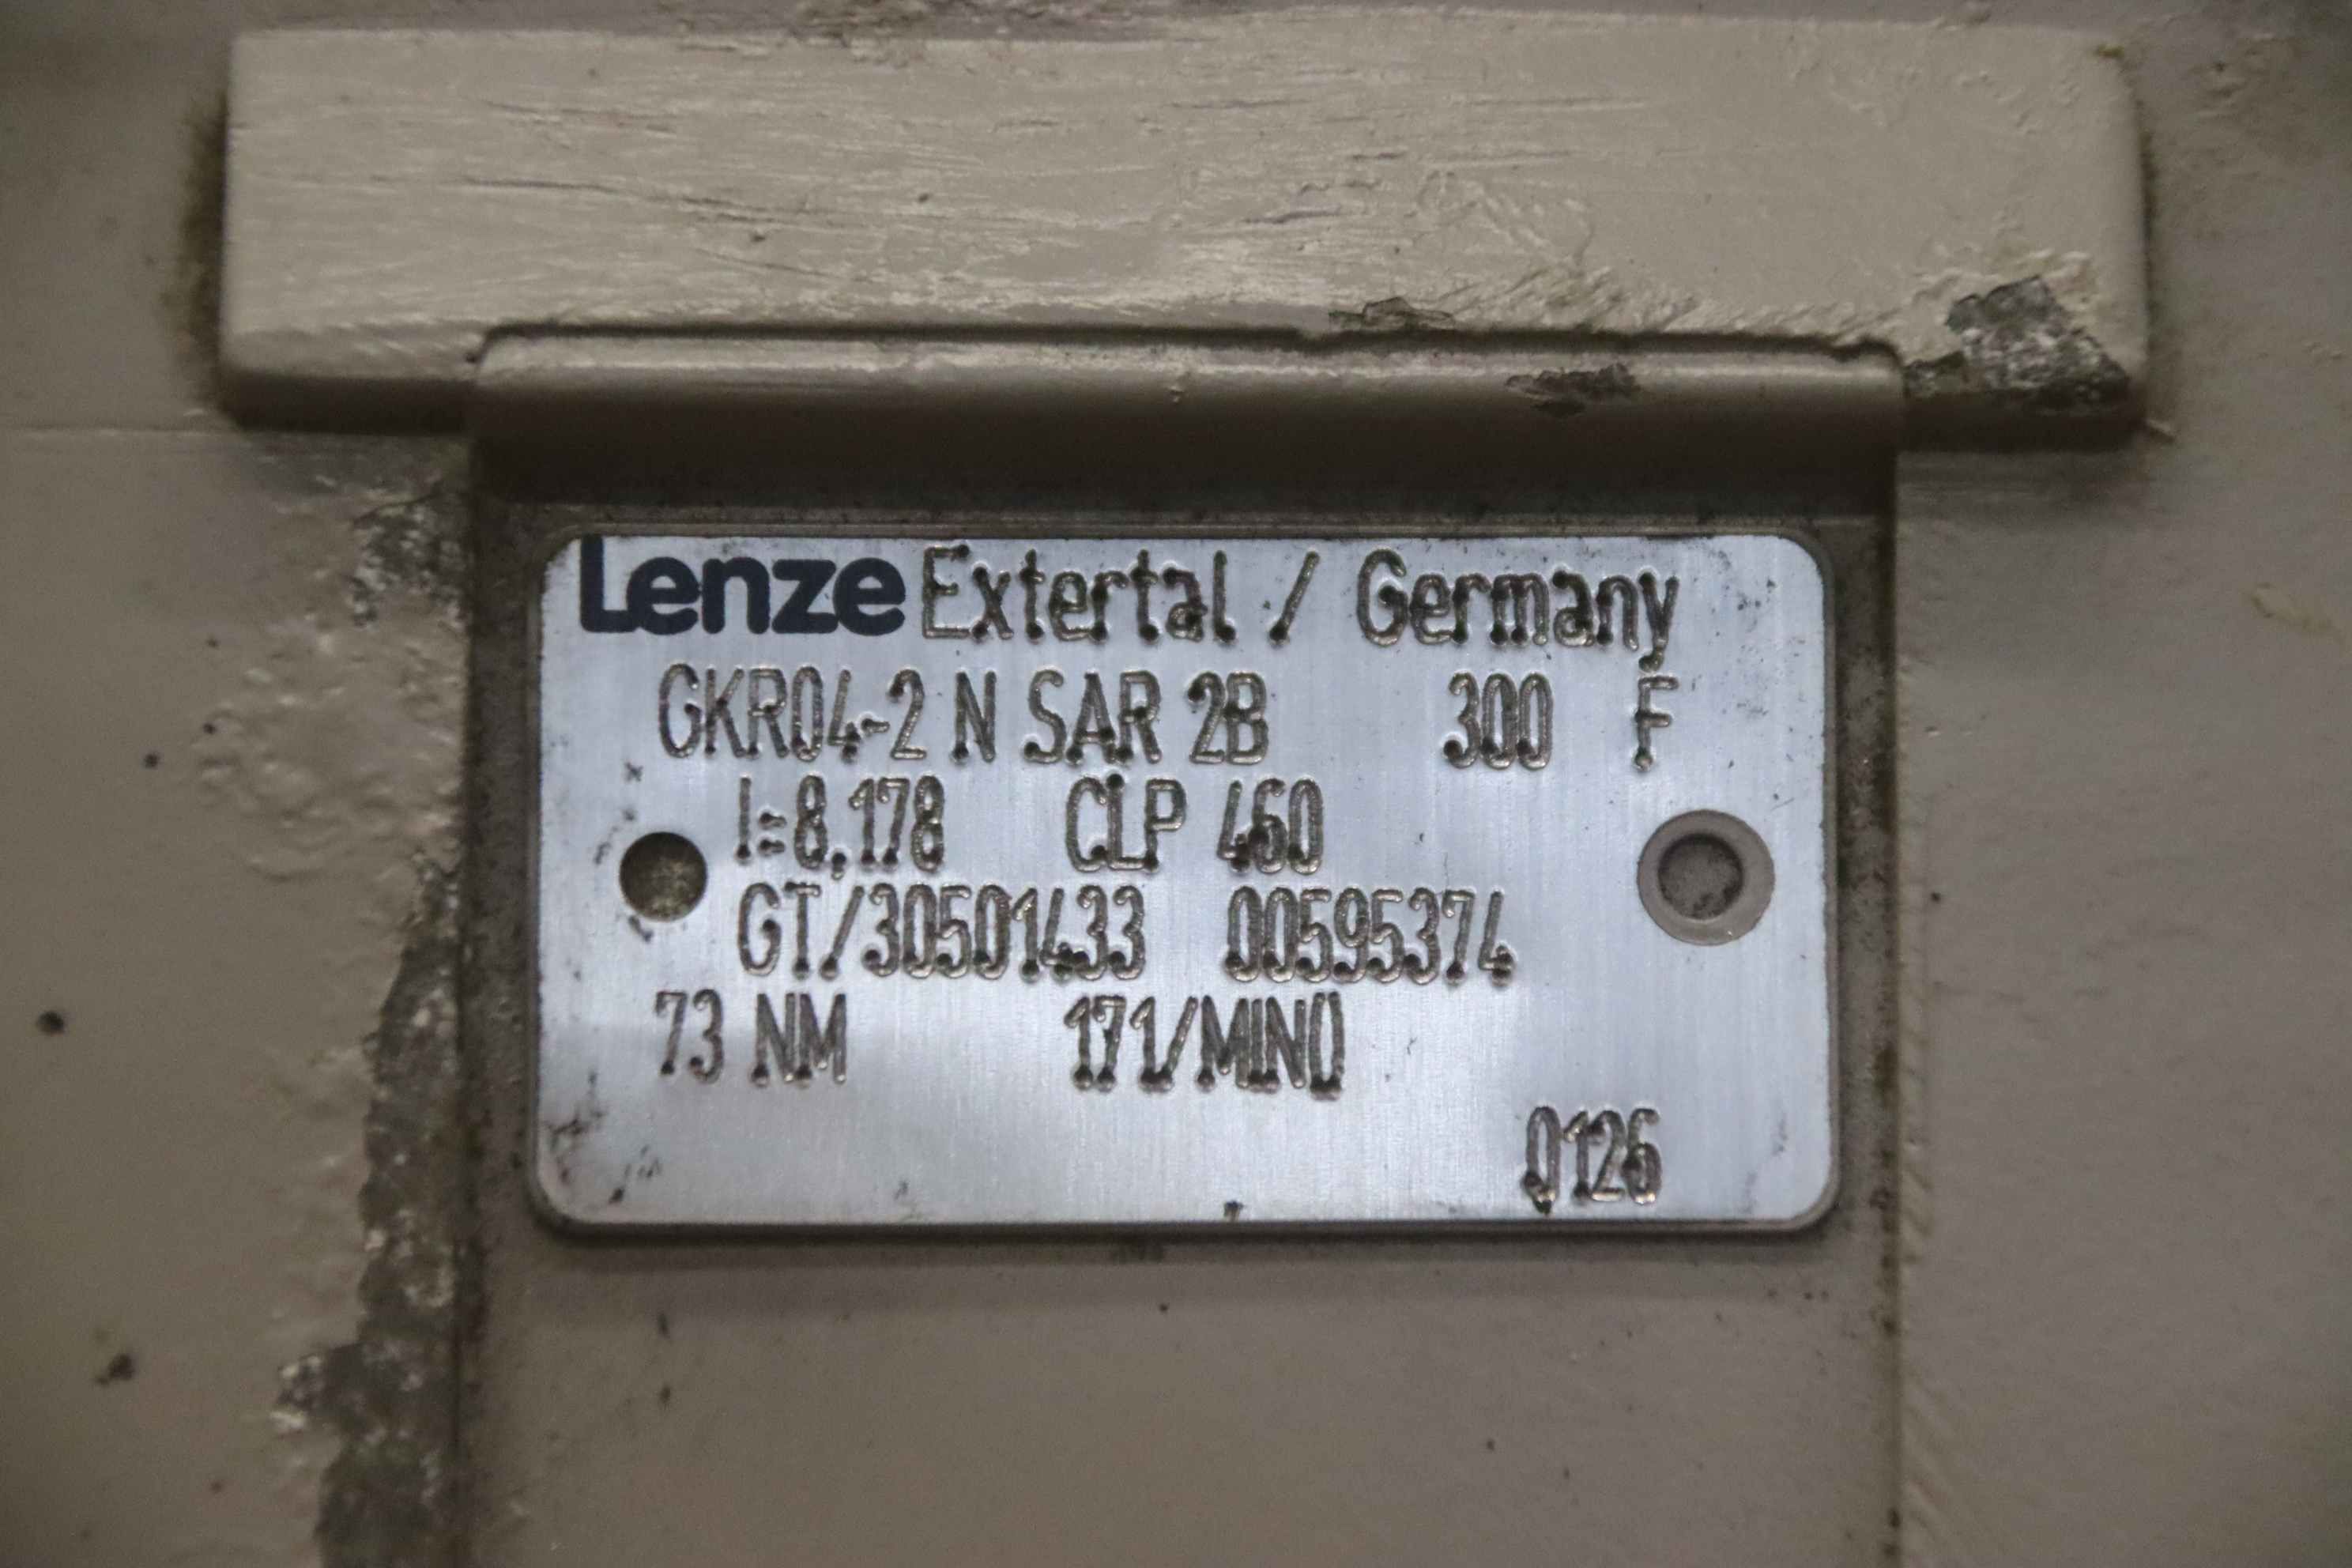 Lenze Extertal / Germany
GKR04-2 N SAR 2B 300 F
I=8,178 CLP 460
GT/30501433 00595374
73 NM 171/MIN()
0126